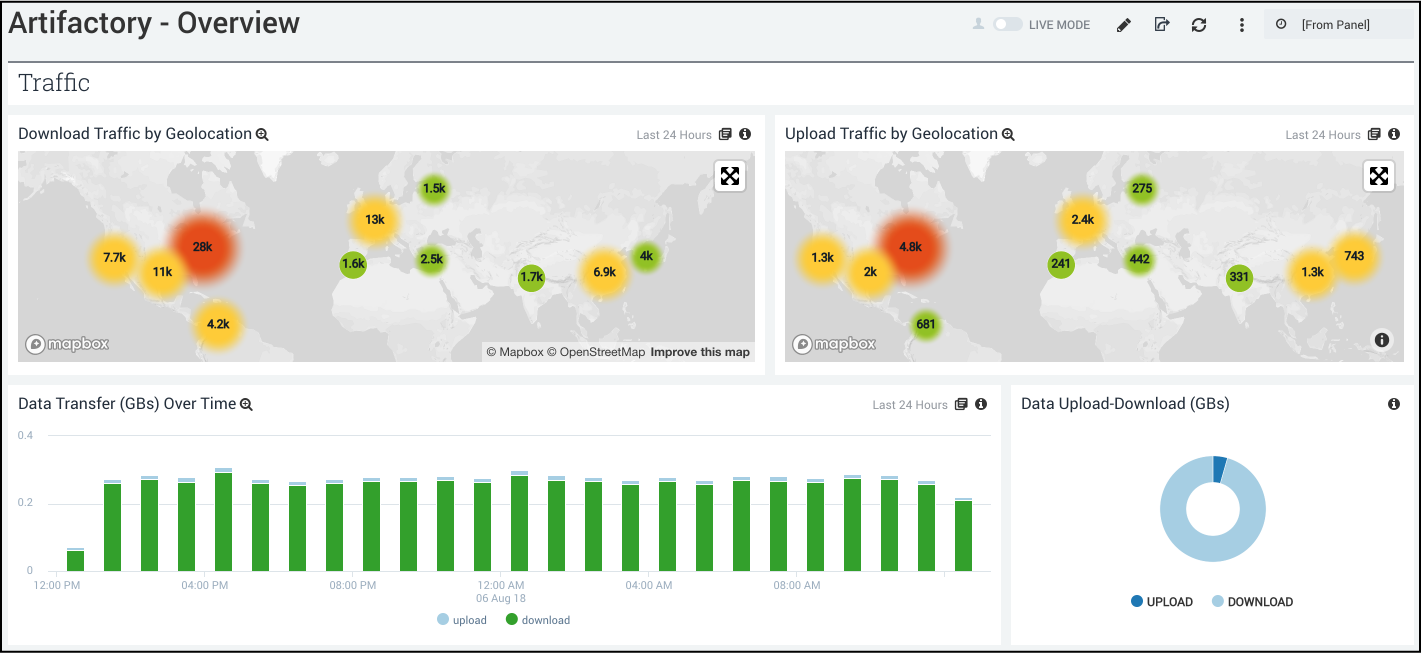 Artifactory - Overview
LIVE MODE
[From Panel]
Traffic
Download Traffic by Geolocation
Last 24 Hours
1.5k
13k
28k
7.7k
11k
1.6k
2.5k
4k
1.7k
6.9k
4.2k
mapbox
© Mapbox © OpenStreetMap Improve this map
Upload Traffic by Geolocation
Last 24 Hours
275
2.4k
4.8k
1.3k
2k
241
442
743
331
1.3k
681
mapbox
Data Transfer (GBs) Over Time
Last 24 Hours
0.4
0.2
0
12:00 PM 04:00 PM 08:00 PM 12:00 AM 04:00 AM 08:00 AM
06 Aug 18
upload download
Data Upload-Download (GBs)
UPLOAD DOWNLOAD